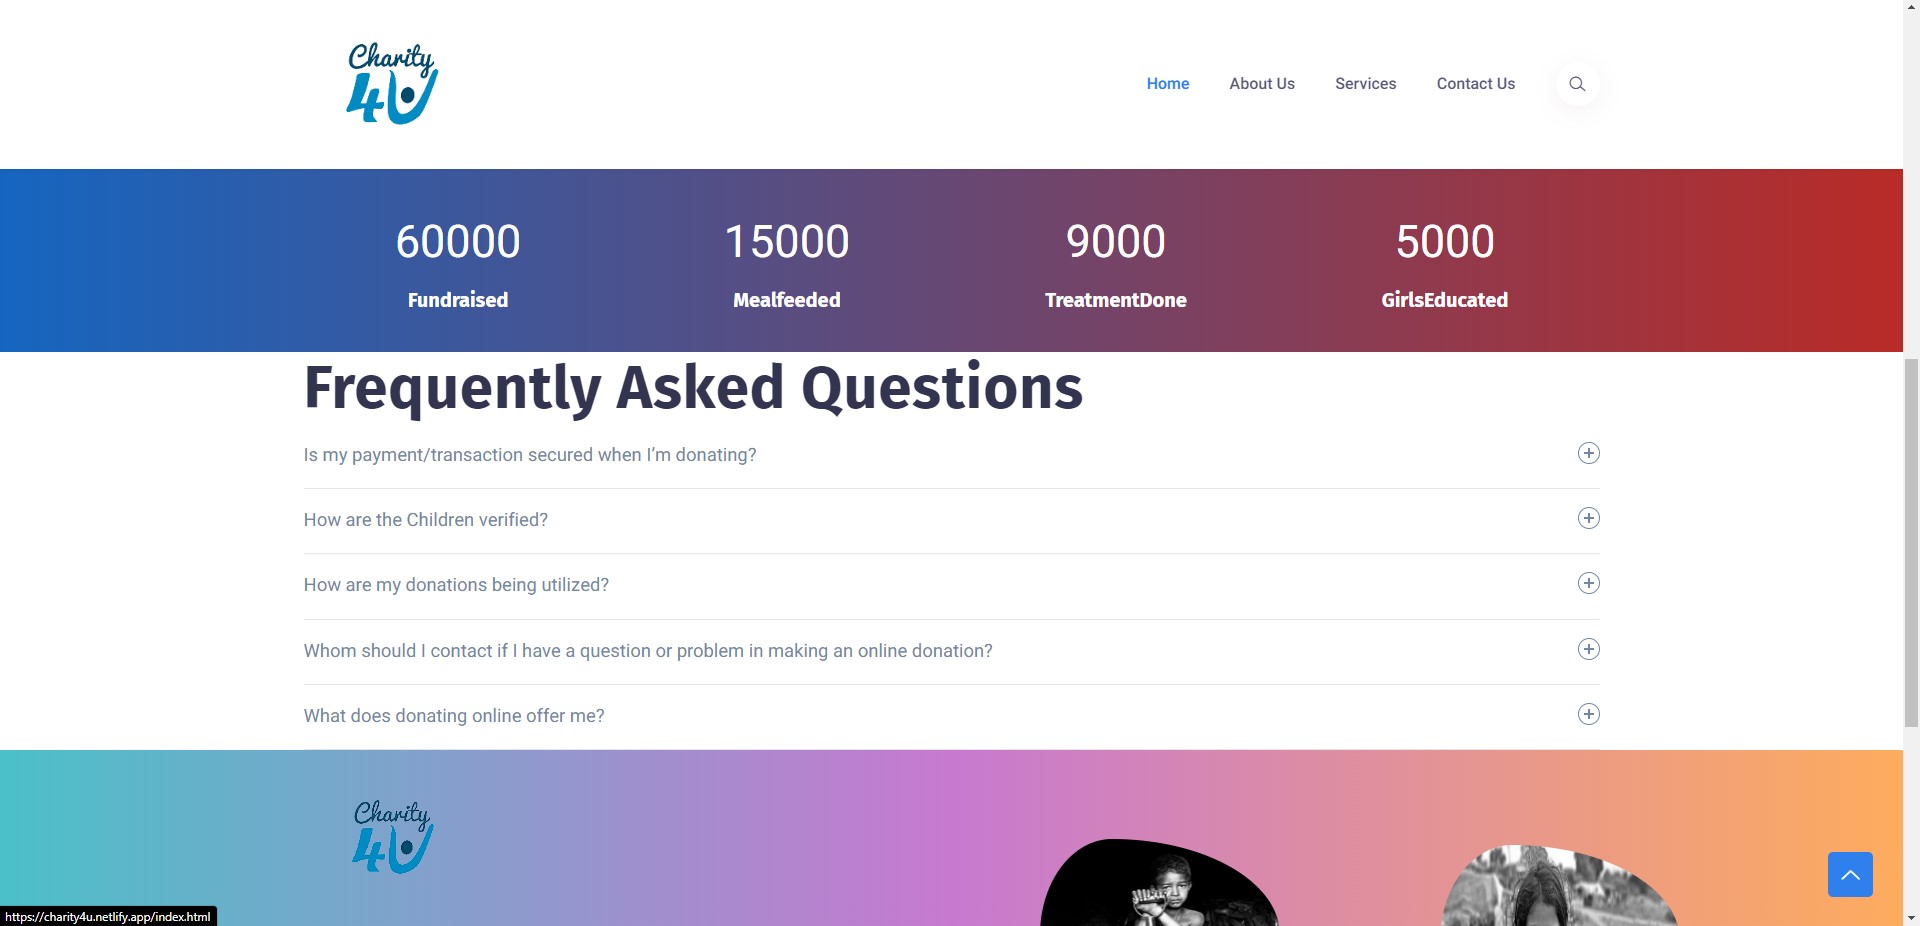 Charity
4U
Home About Us Services Contact Us
60000 15000 9000 5000
Fundraised Mealfeeded TreatmentDone GirlsEducated
Frequently Asked Questions
Is my payment/transaction secured when I’m donating?
How are the Children verified?
How are my donations being utilized?
Whom should I contact if I have a question or problem in making an online donation?
What does donating online offer me?
Charity
4U
https://charity4u.netlify.app/index.html